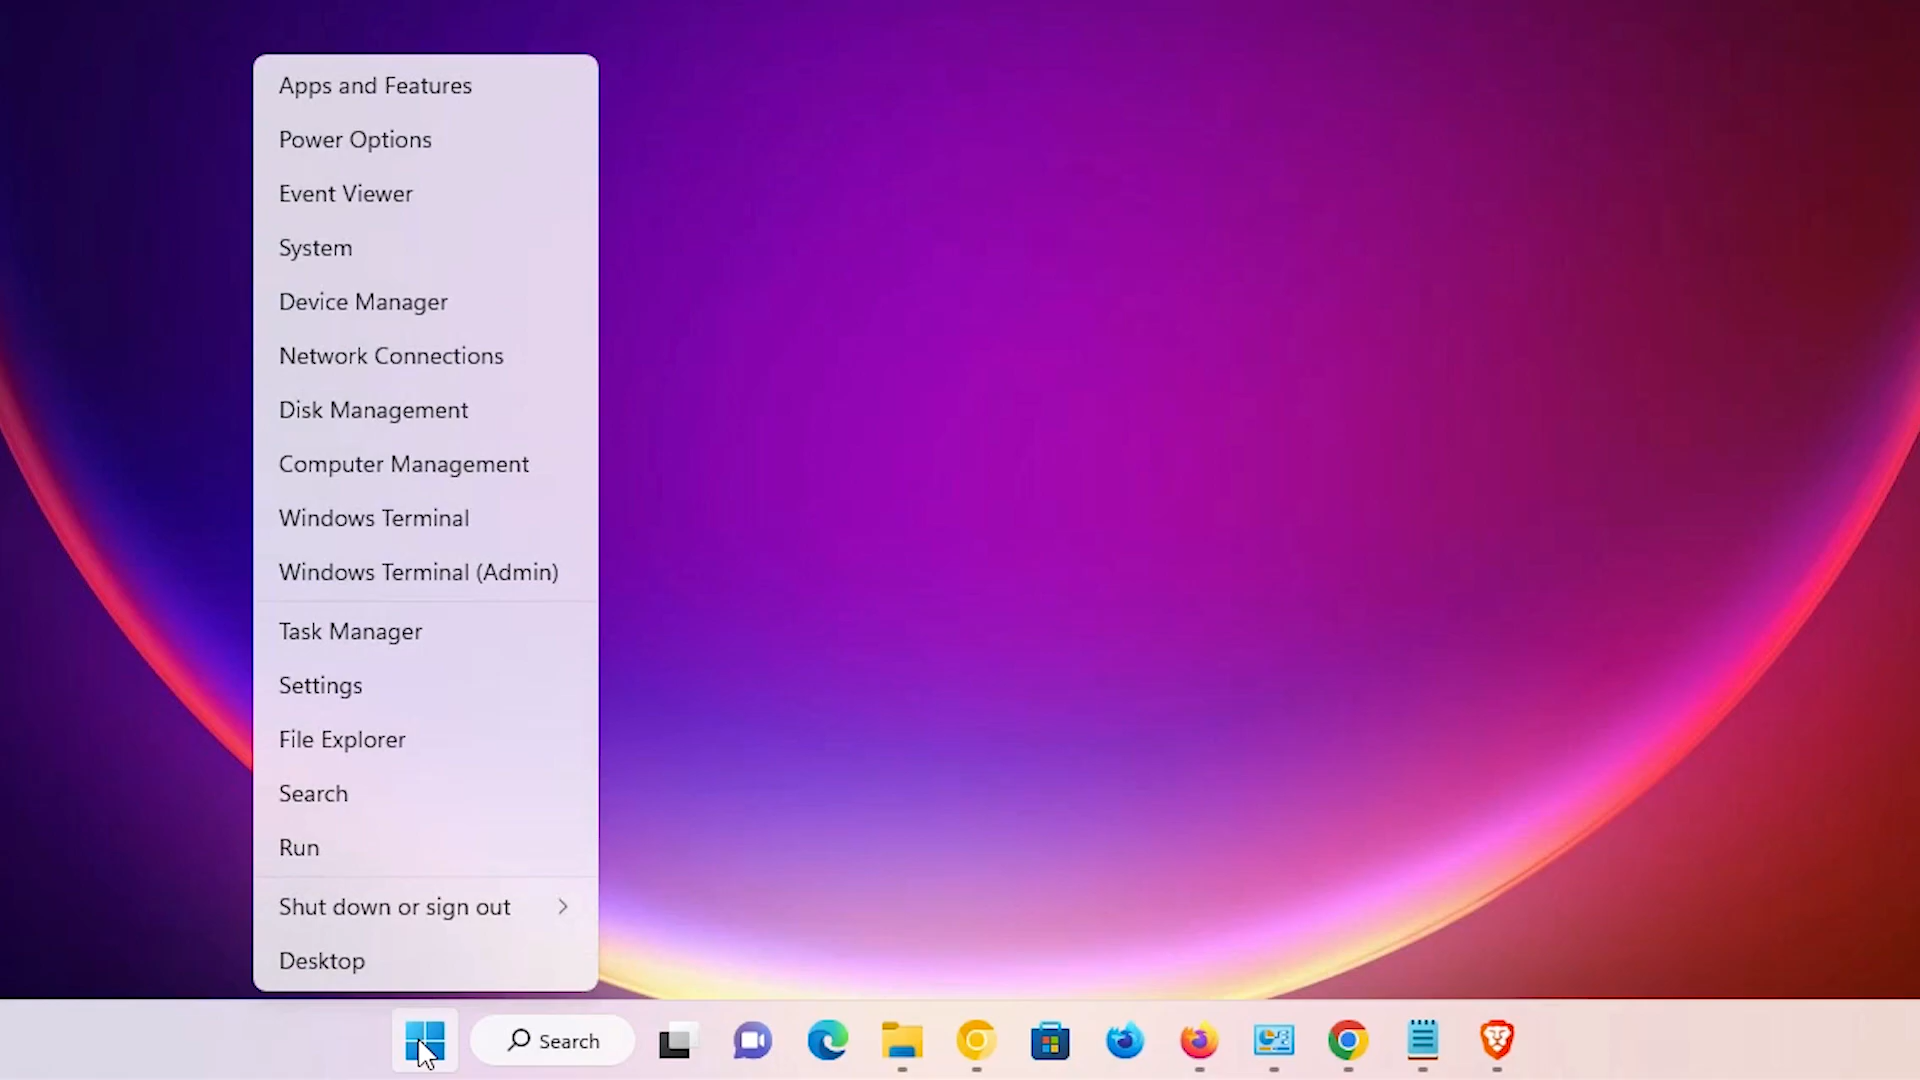 Apps and Features
Power Options
Event Viewer
System
Device Manager
Network Connections
Disk Management
Computer Management
Windows Terminal
Windows Terminal (Admin)
Task Manager
Settings
File Explorer
Search
Run
Shut down or sign out
Desktop
Search